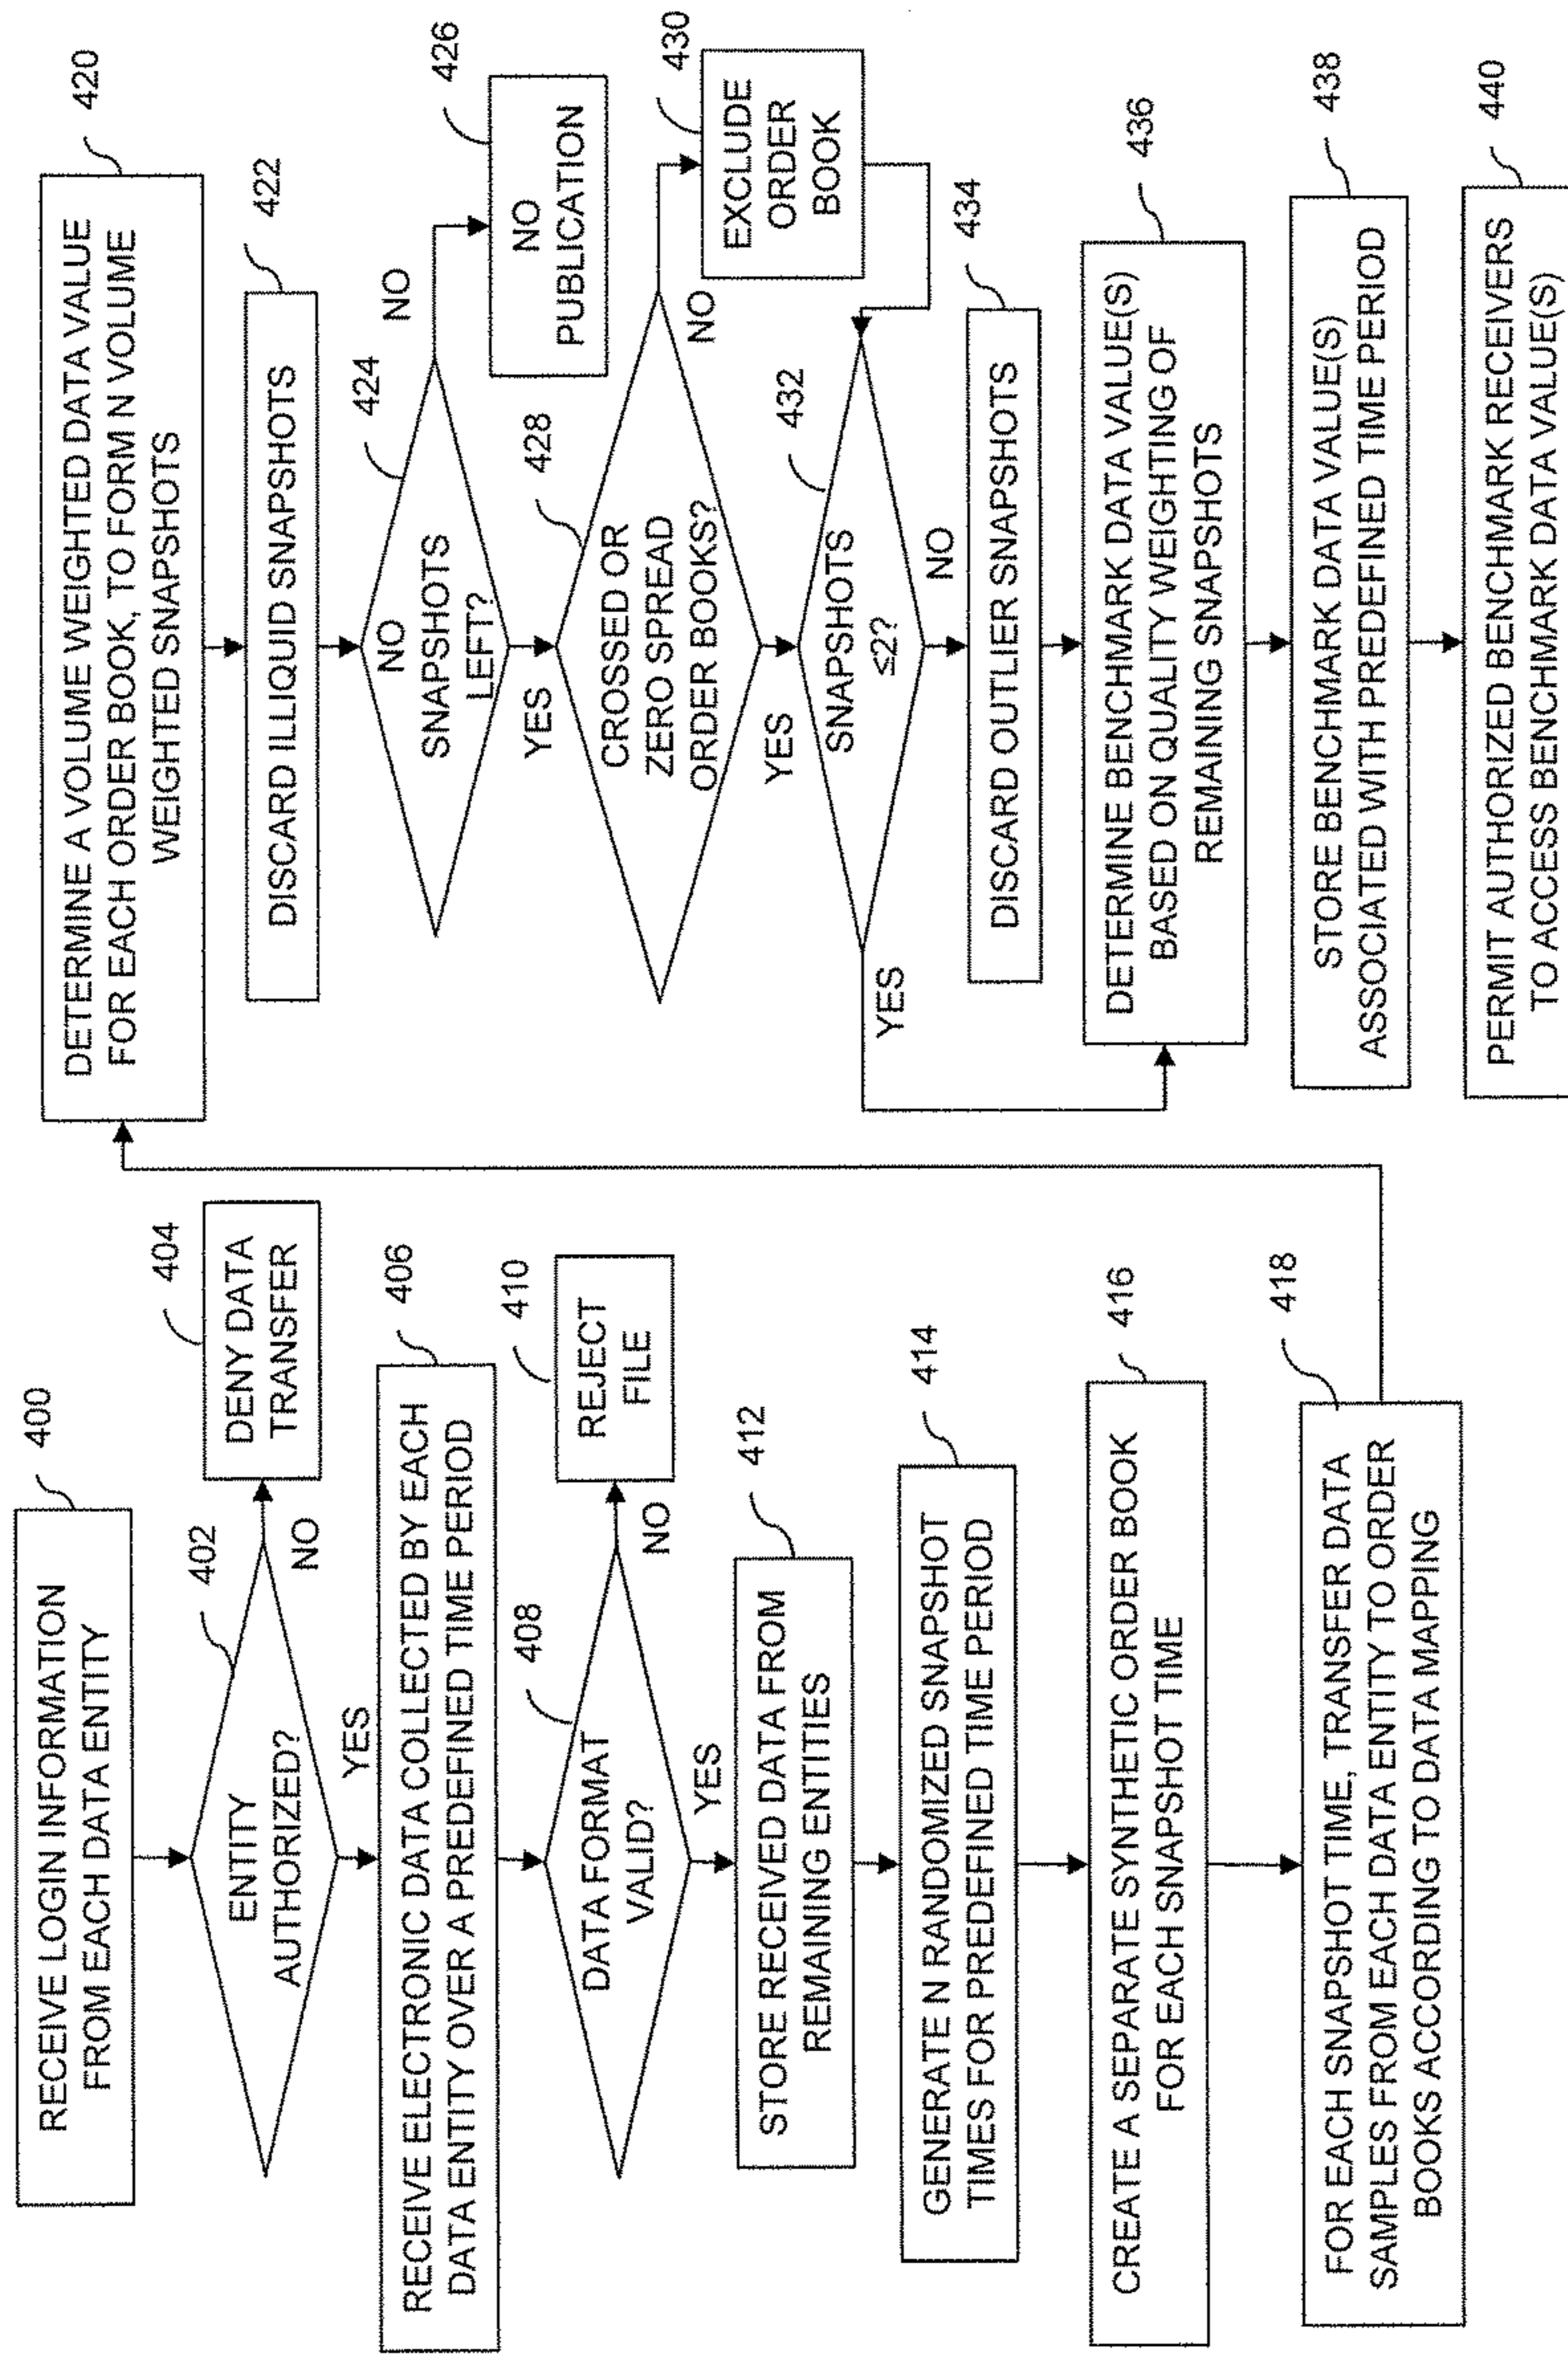 400
RECEIVE LOGIN INFORMATION
FROM EACH DATA ENTITY
402
ENTITY
AUTHORIZED?
NO
404
DENY DATA
TRANSFER
YES
406
RECEIVE ELECTRONIC DATA COLLECTED BY EACH
DATA ENTITY OVER A PREDEFINED TIME PERIOD
408
DATA FORMAT
VALID?
NO
410
REJECT
FILE
YES
412
STORE RECEIVED DATA FROM
REMAINING ENTITIES
414
GENERATE N RANDOMIZED SNAPSHOT
TIMES FOR PREDEFINED TIME PERIOD
416
CREATE A SEPARATE SYNTHETIC ORDER BOOK
FOR EACH SNAPSHOT TIME
418
FOR EACH SNAPSHOT TIME, TRANSFER DATA
SAMPLES FROM EACH DATA ENTITY TO ORDER
BOOKS ACCORDING TO DATA MAPPING
420
DETERMINE A VOLUME WEIGHTED DATA VALUE
FOR EACH ORDER BOOK, TO FORM N VOLUME
WEIGHTED SNAPSHOTS
422
DISCARD ILLIQUID SNAPSHOTS
424
NO
SNAPSHOTS
LEFT?
NO
426
NO
PUBLICATION
YES
428
CROSSED OR
ZERO SPREAD
ORDER BOOKS?
NO
430
EXCLUDE
ORDER
BOOK
YES
432
SNAPSHOTS
≤2?
YES
NO
434
DISCARD OUTLIER SNAPSHOTS
436
DETERMINE BENCHMARK DATA VALUE(S)
BASED ON QUALITY WEIGHTING OF
REMAINING SNAPSHOTS
438
STORE BENCHMARK DATA VALUE(S)
ASSOCIATED WITH PREDEFINED TIME PERIOD
440
PERMIT AUTHORIZED BENCHMARK RECEIVERS
TO ACCESS BENCHMARK DATA VALUE(S)